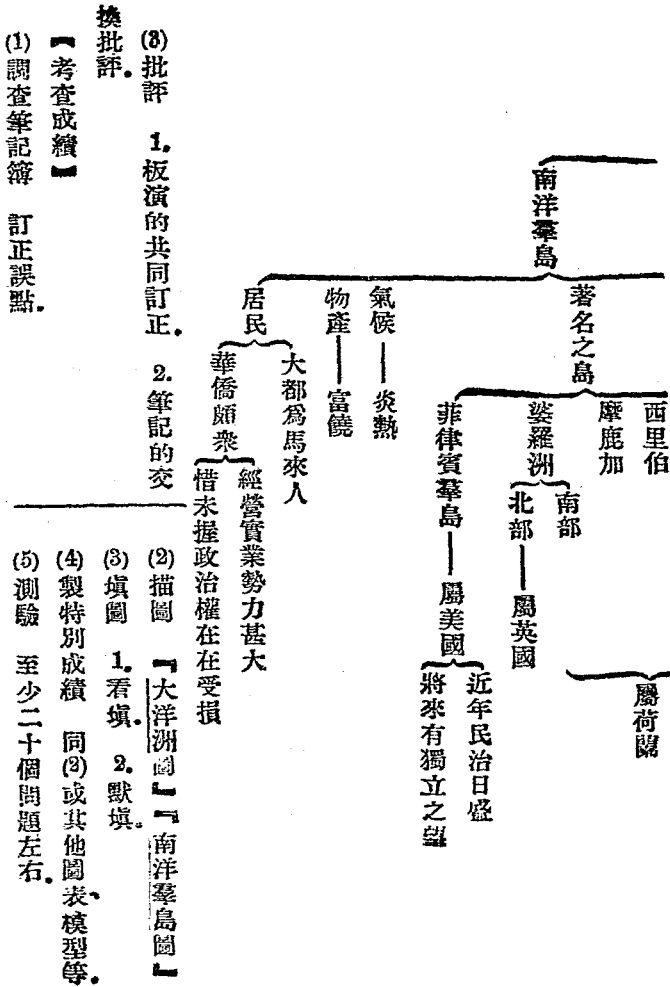 南洋羣島
著名之島
西里伯
摩鹿加
婆羅洲
南部
屬荷蘭
北部——屬英國
菲律賓羣島——屬美國
近年民治日盛
將來有獨立之望
氣候——炎熱
物產——富饒
居民
大都爲馬來人
華僑頗衆
經營實業勢力甚大
惜未握政治權在在受損
(3)批評　1.板演的共同訂正.　2.筆記的交
換批評.
【考查成績】
(1)調查筆記簿　訂正誤點.
(2)描圖　『大洋洲圖』『南洋羣島圖』
(3)填圖　1.看填.　2.默填。
(4)製特別成績　同(2)或其他圖表、模型等.
(5)測驗　至少二十個問題左右.